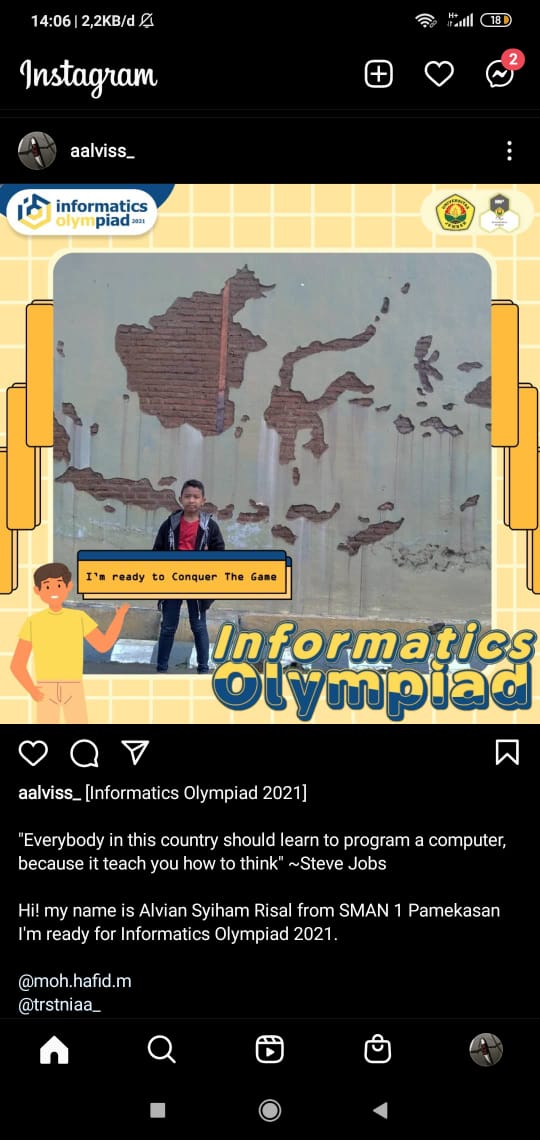 14:06 | 2,2KB/d
H+
18
Instagram
2
aalviss_
informatics
olympiad 2021
UNIVERSITAS
JEMBER
I'm ready to Conquer The Game
Informatics
Olympiad
aalviss_ [Informatics Olympiad 2021]
"Everybody in this country should learn to program a computer,
because it teach you how to think" ~Steve Jobs
Hi! my name is Alvian Syiham Risal from SMAN 1 Pamekasan
I'm ready for Informatics Olympiad 2021.
@moh.hafid.m
@trstniaa_